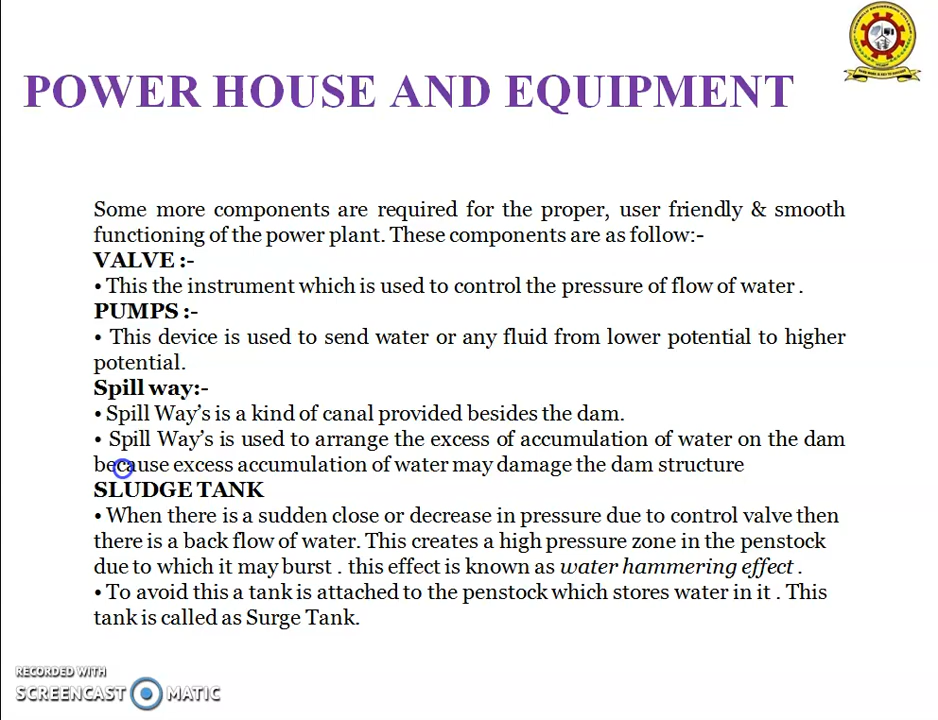 POWER HOUSE AND EQUIPMENT
Some more components are required for the proper, user friendly & smooth
functioning of the power plant. These components are as follow:-
VALVE :-
• This the instrument which is used to control the pressure of flow of water .
PUMPS :-
• This device is used to send water or any fluid from lower potential to higher
potential.
Spill way:-
• Spill Way's is a kind of canal provided besides the dam.
• Spill Way's is used to arrange the excess of accumulation of water on the dam
because excess accumulation of water may damage the dam structure
SLUDGE TANK
• When there is a sudden close or decrease in pressure due to control valve then
there is a back flow of water. This creates a high pressure zone in the penstock
due to which it may burst . this effect is known as water hammering effect .
• To avoid this a tank is attached to the penstock which stores water in it . This
tank is called as Surge Tank.
RECORDED WITH
SCREENCAST MATIC